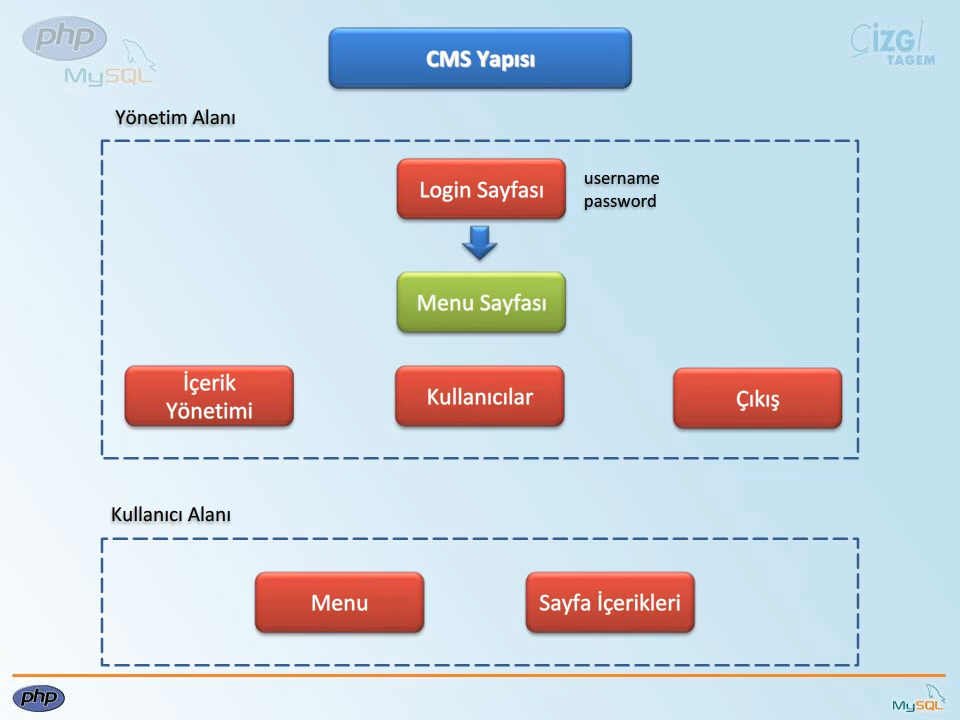 php
MySQL
CMS Yapısı
ÇizGİ
TAGEM
Yönetim Alanı
Login Sayfası
username
password
Menu Sayfası
İçerik
Yönetimi
Kullanıcılar
Çıkış
Kullanıcı Alanı
Menu
Sayfa İçerikleri
php
MySQL